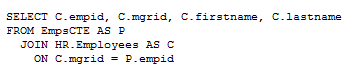 SELECT C.empid, C.mgrid, C.firstname, C.lastname
FROM EmpsCTE AS P
JOIN HR.Employees AS C
ON C.mgrid = P.empid